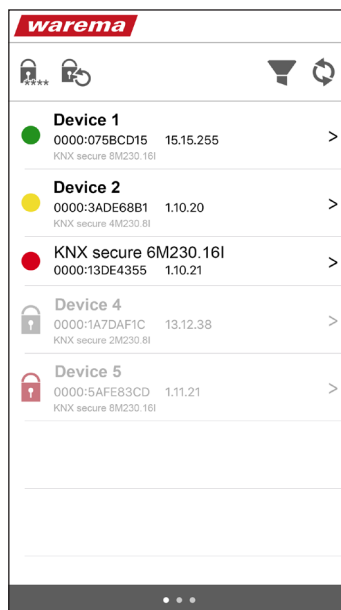 warema
****
Device 1
0000:075BCD15 15.15.255
KNX secure 8M230.16I
Device 2
0000:3ADE68B1 1.10.20
KNX secure 4M230.8I
KNX secure 6M230.16I
0000:13DE4355 1.10.21
Device 4
0000:1A7DAF1C 13.12.38
KNX secure 2M230.8I
Device 5
0000:5AFE83CD 1.11.21
KNX secure 8M230.16I